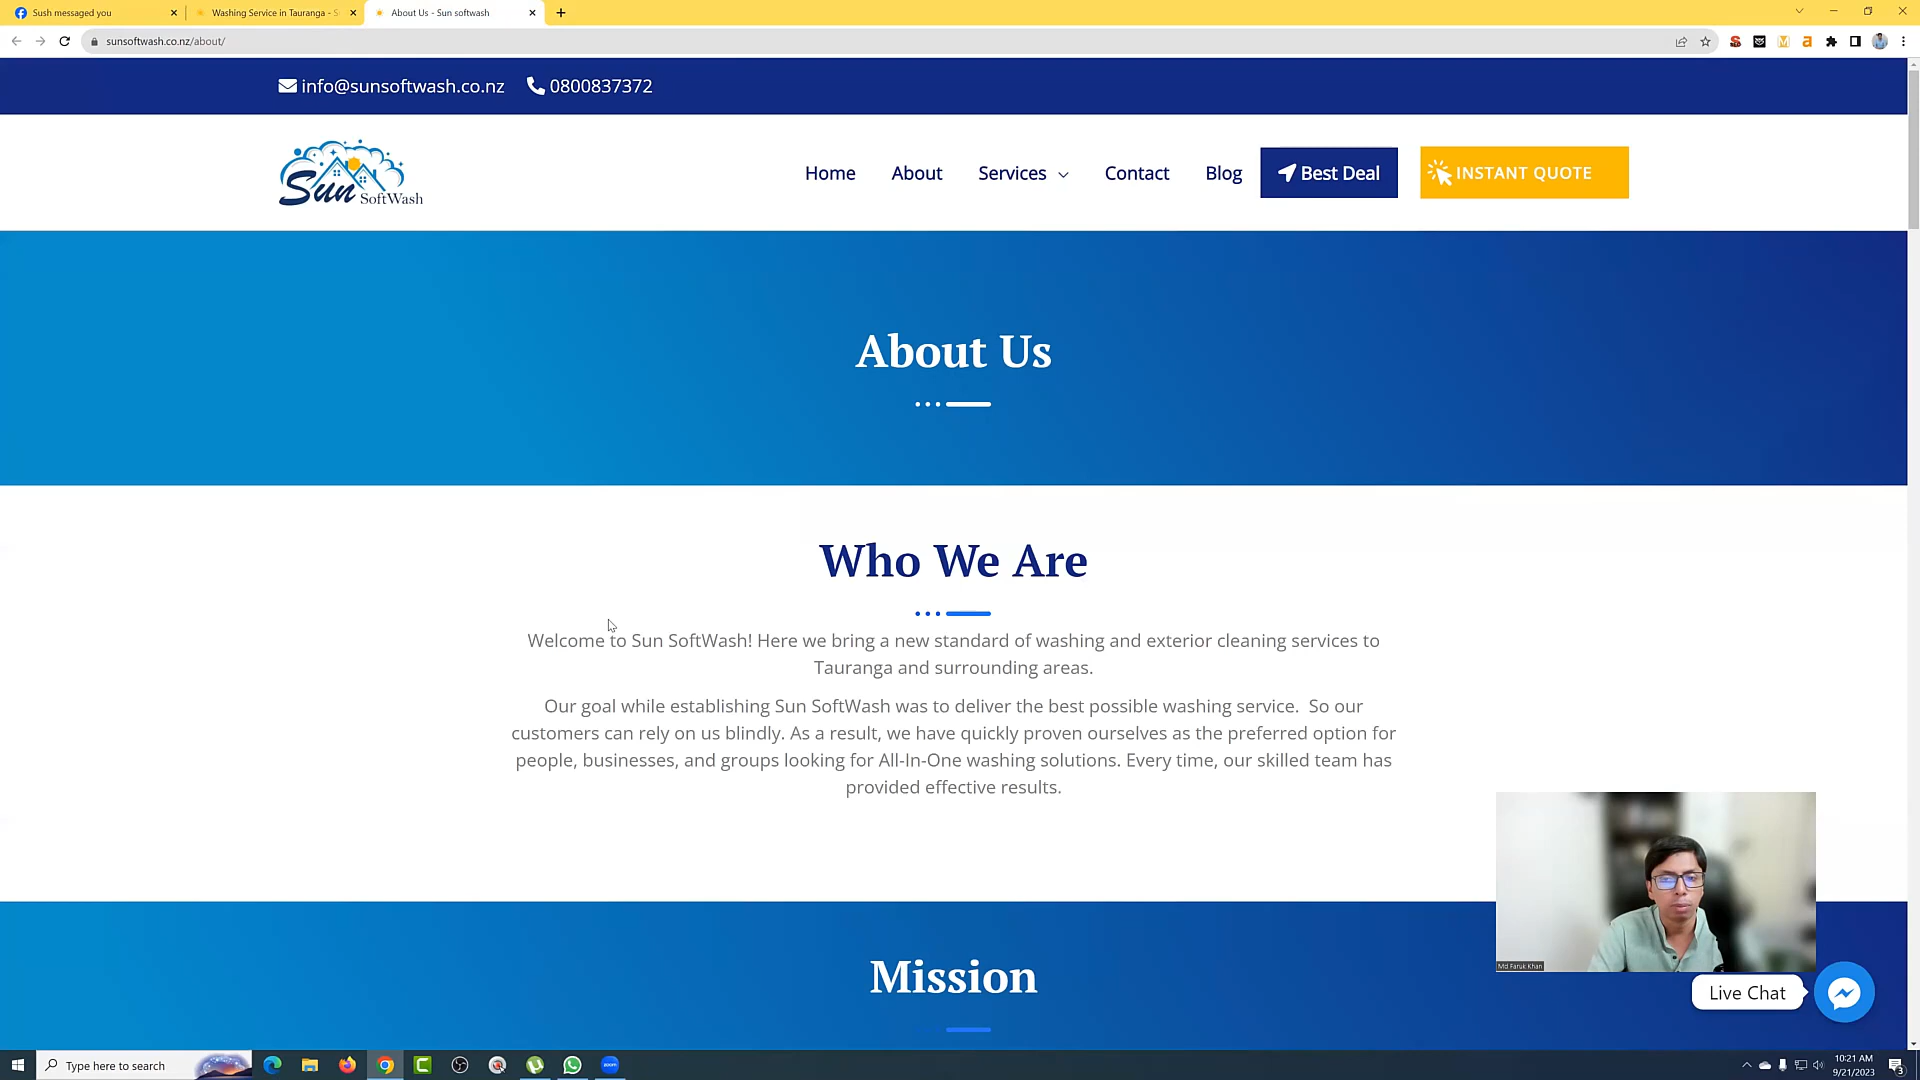 Sush messaged you
Washing Service in Tauranga - S
About Us - Sun softwash
sunsoftwash.co.nz/about/
info@sunsoftwash.co.nz 0800837372
Sun SoftWash
Home About Services Contact Blog Best Deal INSTANT QUOTE
About Us
Who We Are
Welcome to Sun SoftWash! Here we bring a new standard of washing and exterior cleaning services to
Tauranga and surrounding areas.
Our goal while establishing Sun SoftWash was to deliver the best possible washing service.  So our
customers can rely on us blindly. As a result, we have quickly proven ourselves as the preferred option for
people, businesses, and groups looking for All-In-One washing solutions. Every time, our skilled team has
provided effective results.
Mission
Md Faruk Khan
Live Chat
Type here to search
zoom
10:21 AM
9/21/2023
3